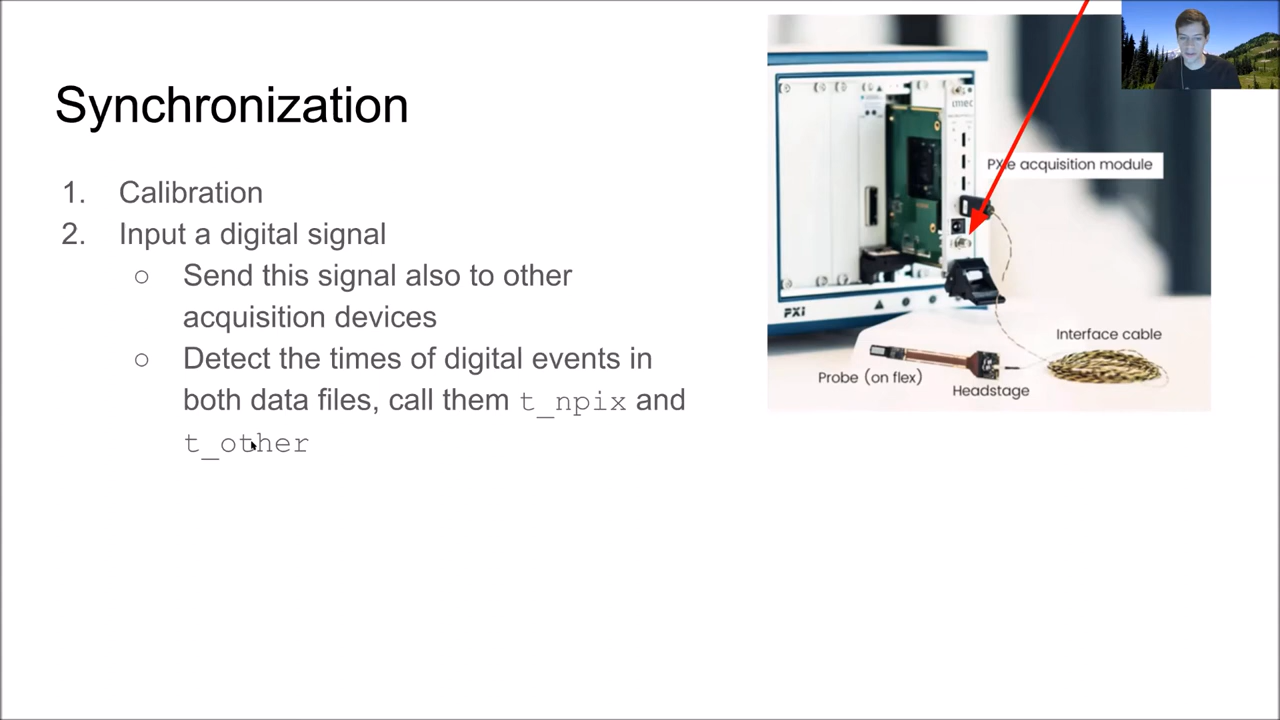 Synchronization
1. Calibration
2. Input a digital signal
○ Send this signal also to other
acquisition devices
○ Detect the times of digital events in
both data files, call them t_npix and
t_other
imec
PXIe acquisition module
PXI
Interface cable
Probe (on flex)
Headstage